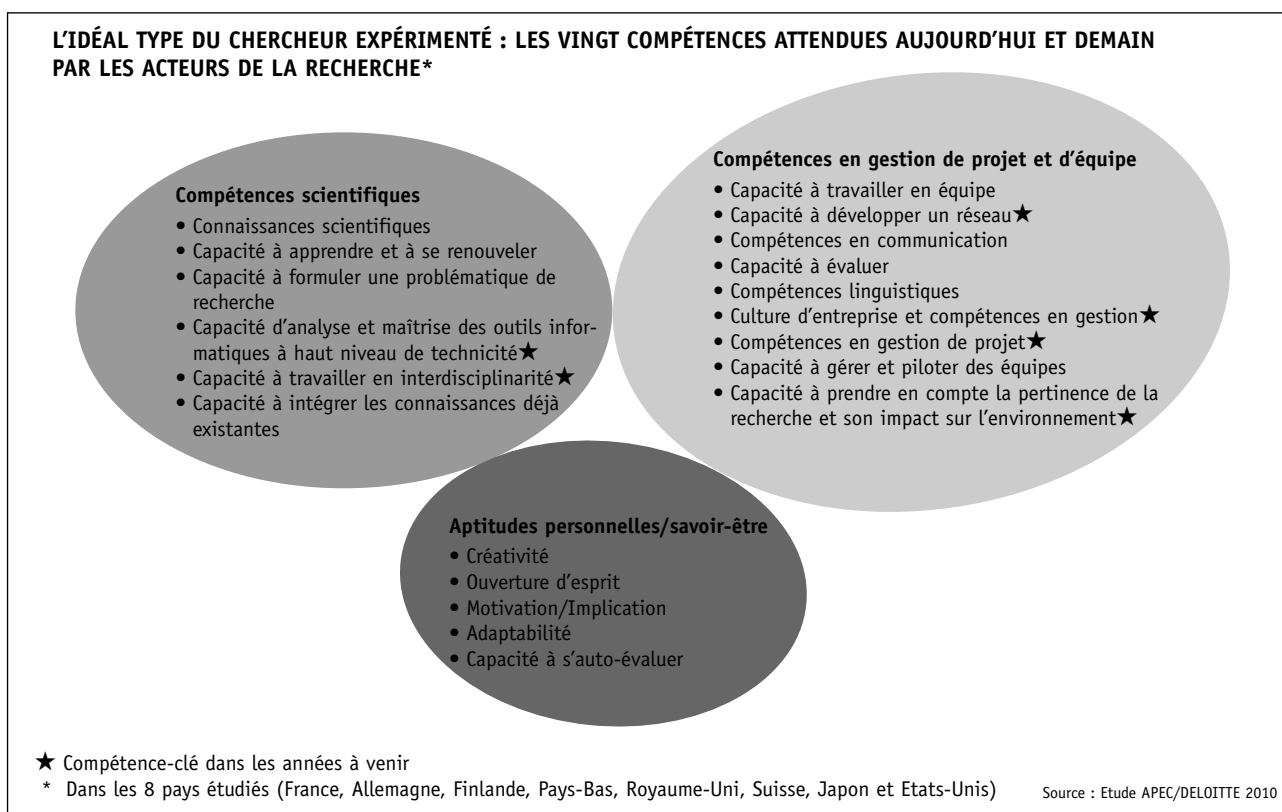 L'IDÉAL TYPE DU CHERCHEUR EXPÉRIMENTÉ : LES VINGT COMPÉTENCES ATTENDUES AUJOURD'HUI ET DEMAIN
PAR LES ACTEURS DE LA RECHERCHE*
Compétences scientifiques
• Connaissances scientifiques
• Capacité à apprendre et à se renouveler
• Capacité à formuler une problématique de
recherche
• Capacité d'analyse et maîtrise des outils infor-
matiques à haut niveau de technicité★
• Capacité à travailler en interdisciplinarité★
• Capacité à intégrer les connaissances déjà
existantes
Compétences en gestion de projet et d'équipe
• Capacité à travailler en équipe
• Capacité à développer un réseau★
• Compétences en communication
• Capacité à évaluer
• Compétences linguistiques
• Culture d'entreprise et compétences en gestion★
• Compétences en gestion de projet★
• Capacité à gérer et piloter des équipes
• Capacité à prendre en compte la pertinence de la
recherche et son impact sur l'environnement★
Aptitudes personnelles/savoir-être
• Créativité
• Ouverture d'esprit
• Motivation/Implication
• Adaptabilité
• Capacité à s'auto-évaluer
★ Compétence-clé dans les années à venir
* Dans les 8 pays étudiés (France, Allemagne, Finlande, Pays-Bas, Royaume-Uni, Suisse, Japon et Etats-Unis)
Source : Etude APEC/DELOITTE 2010